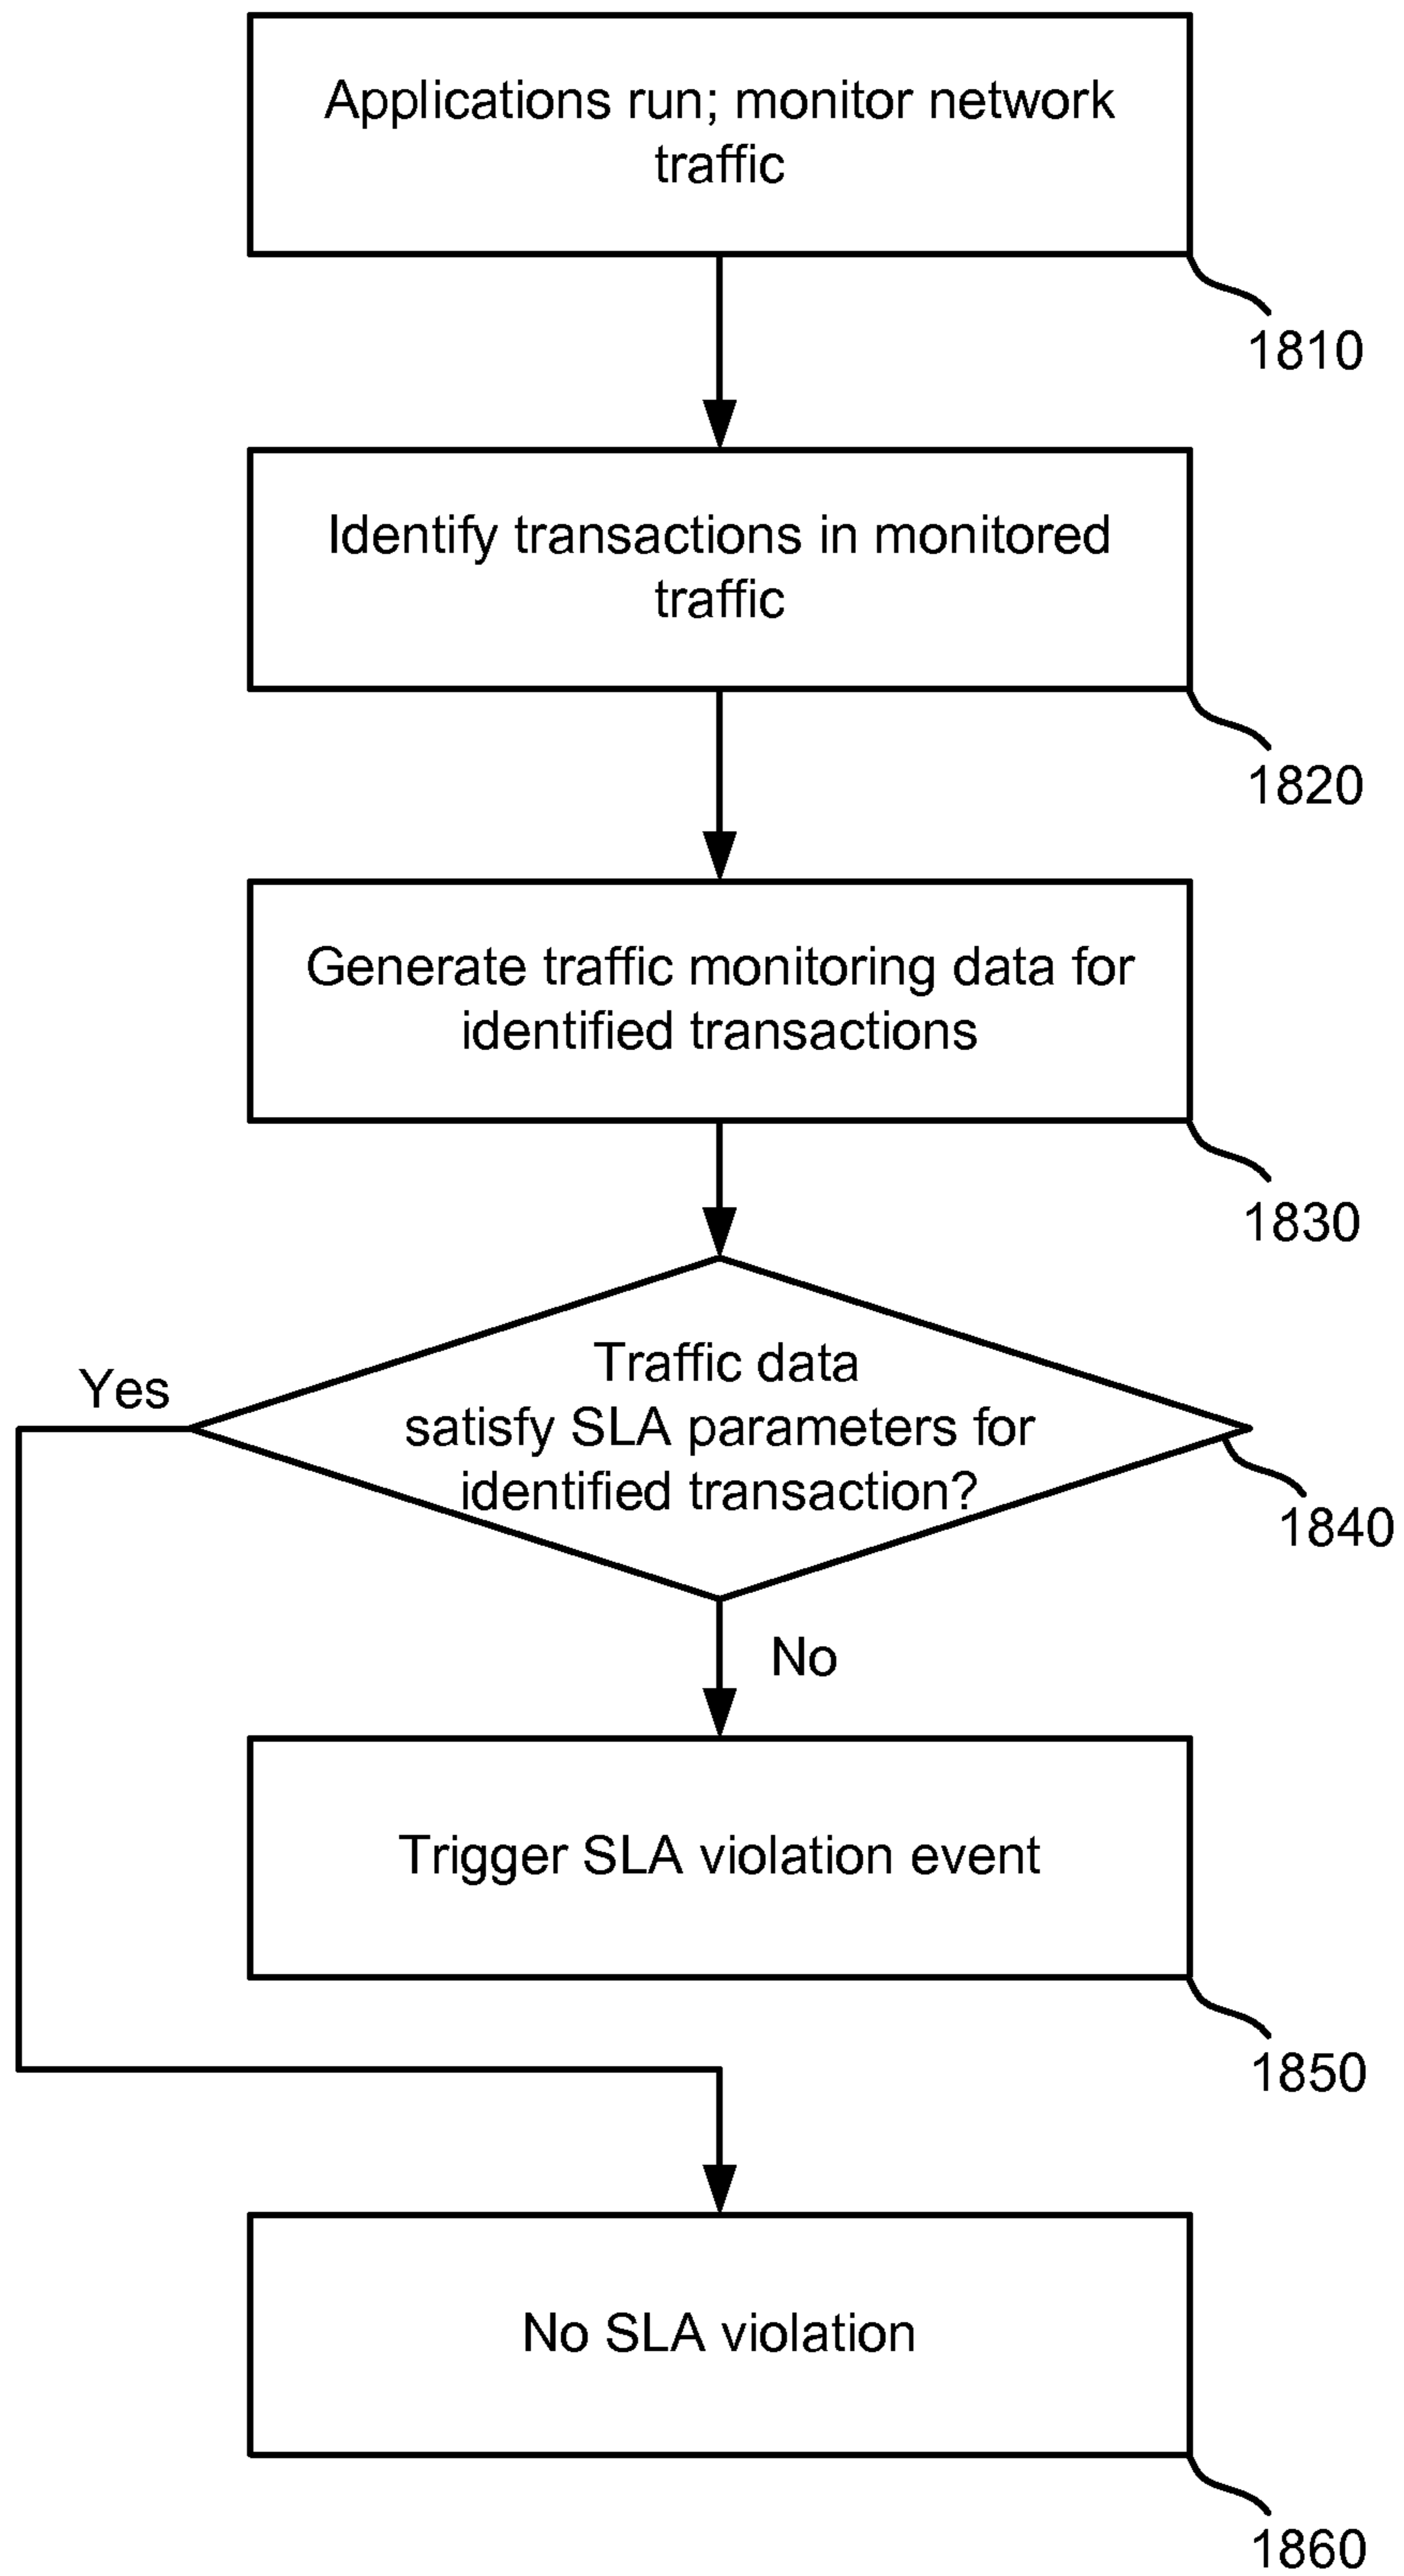 Applications run; monitor network
traffic
1810
Identify transactions in monitored
traffic
1820
Generate traffic monitoring data for
identified transactions
1830
Traffic data
satisfy SLA parameters for
identified transaction?
Yes
1840
No
Trigger SLA violation event
1850
No SLA violation
1860